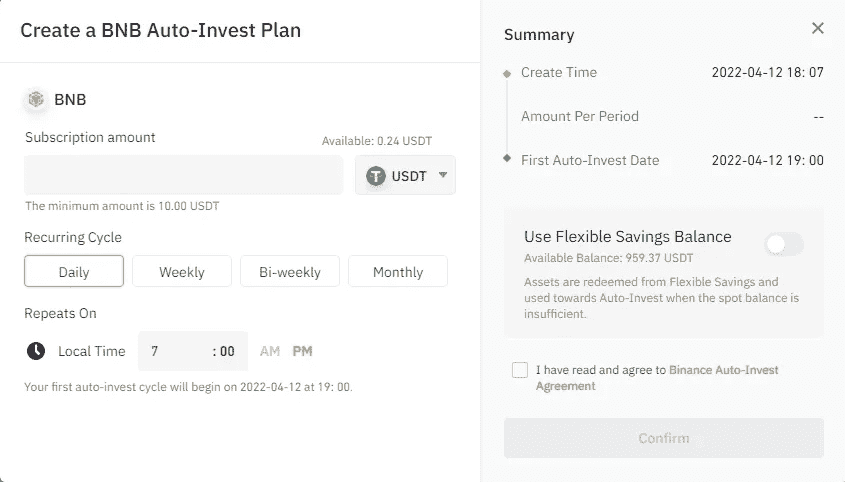 Create a BNB Auto-Invest Plan
BNB
Subscription amount
Available: 0.24 USDT
USDT
The minimum amount is 10.00 USDT
Recurring Cycle
Daily Weekly Bi-weekly Monthly
Repeats On
Local Time 7 : 00 AM PM
Your first auto-invest cycle will begin on 2022-04-12 at 19: 00.
Summary
Create Time 2022-04-12 18: 07
Amount Per Period --
First Auto-Invest Date 2022-04-12 19: 00
Use Flexible Savings Balance
Available Balance: 959.37 USDT
Assets are redeemed from Flexible Savings and
used towards Auto-Invest when the spot balance is
insufficient.
I have read and agree to Binance Auto-Invest
Agreement
Confirm